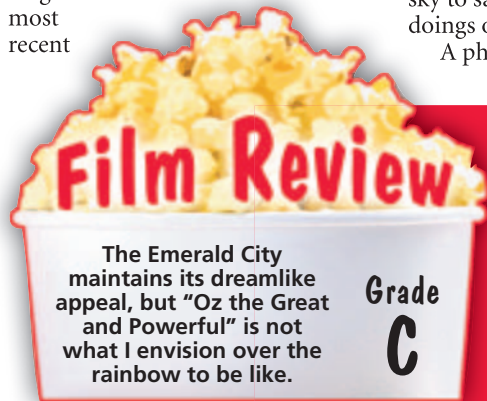 most
recent
sky to sa
doings o
A ph
Film Review
The Emerald City
maintains its dreamlike
appeal, but “Oz the Great
and Powerful” is not
what I envision over the
rainbow to be like.
Grade
C